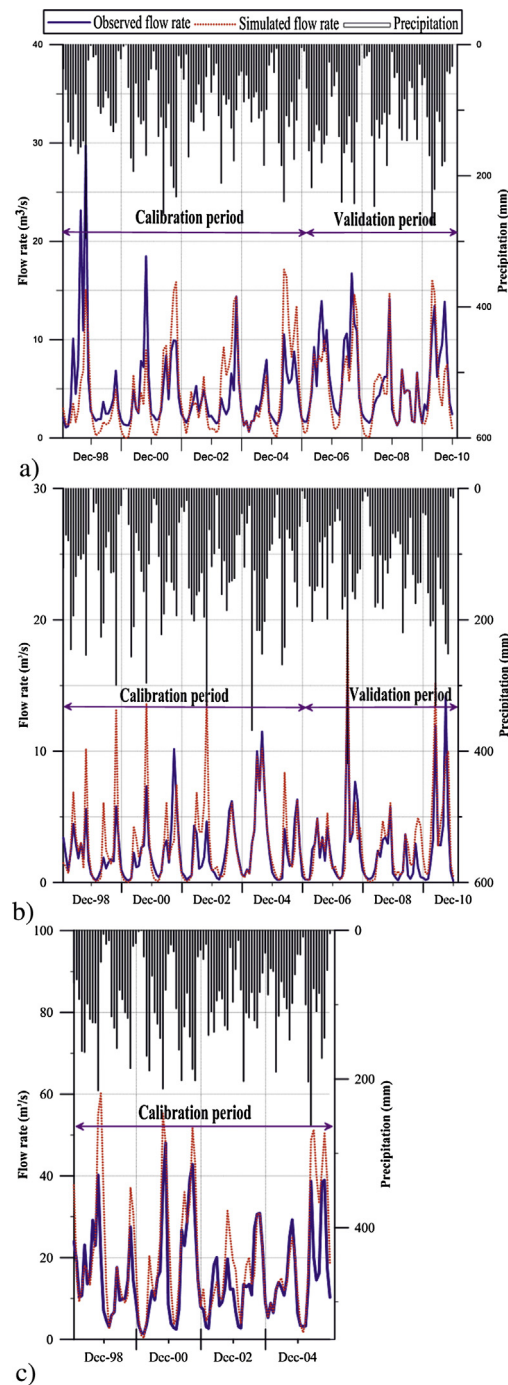 Observed flow rate Simulated flow rate Precipitation
40 0
30 200
20 400
10
0 600
Flow rate (m³/s)
Precipitation (mm)
Calibration period Validation period
Dec-98 Dec-00 Dec-02 Dec-04 Dec-06 Dec-08 Dec-10
a)
30 0
20 200
10 400
0 600
Flow rate (m³/s)
Precipitation (mm)
Calibration period Validation period
Dec-98 Dec-00 Dec-02 Dec-04 Dec-06 Dec-08 Dec-10
b)
100 0
80
60 200
40
20 400
0
Flow rate (m³/s)
Precipitation (mm)
Calibration period
Dec-98 Dec-00 Dec-02 Dec-04
c)